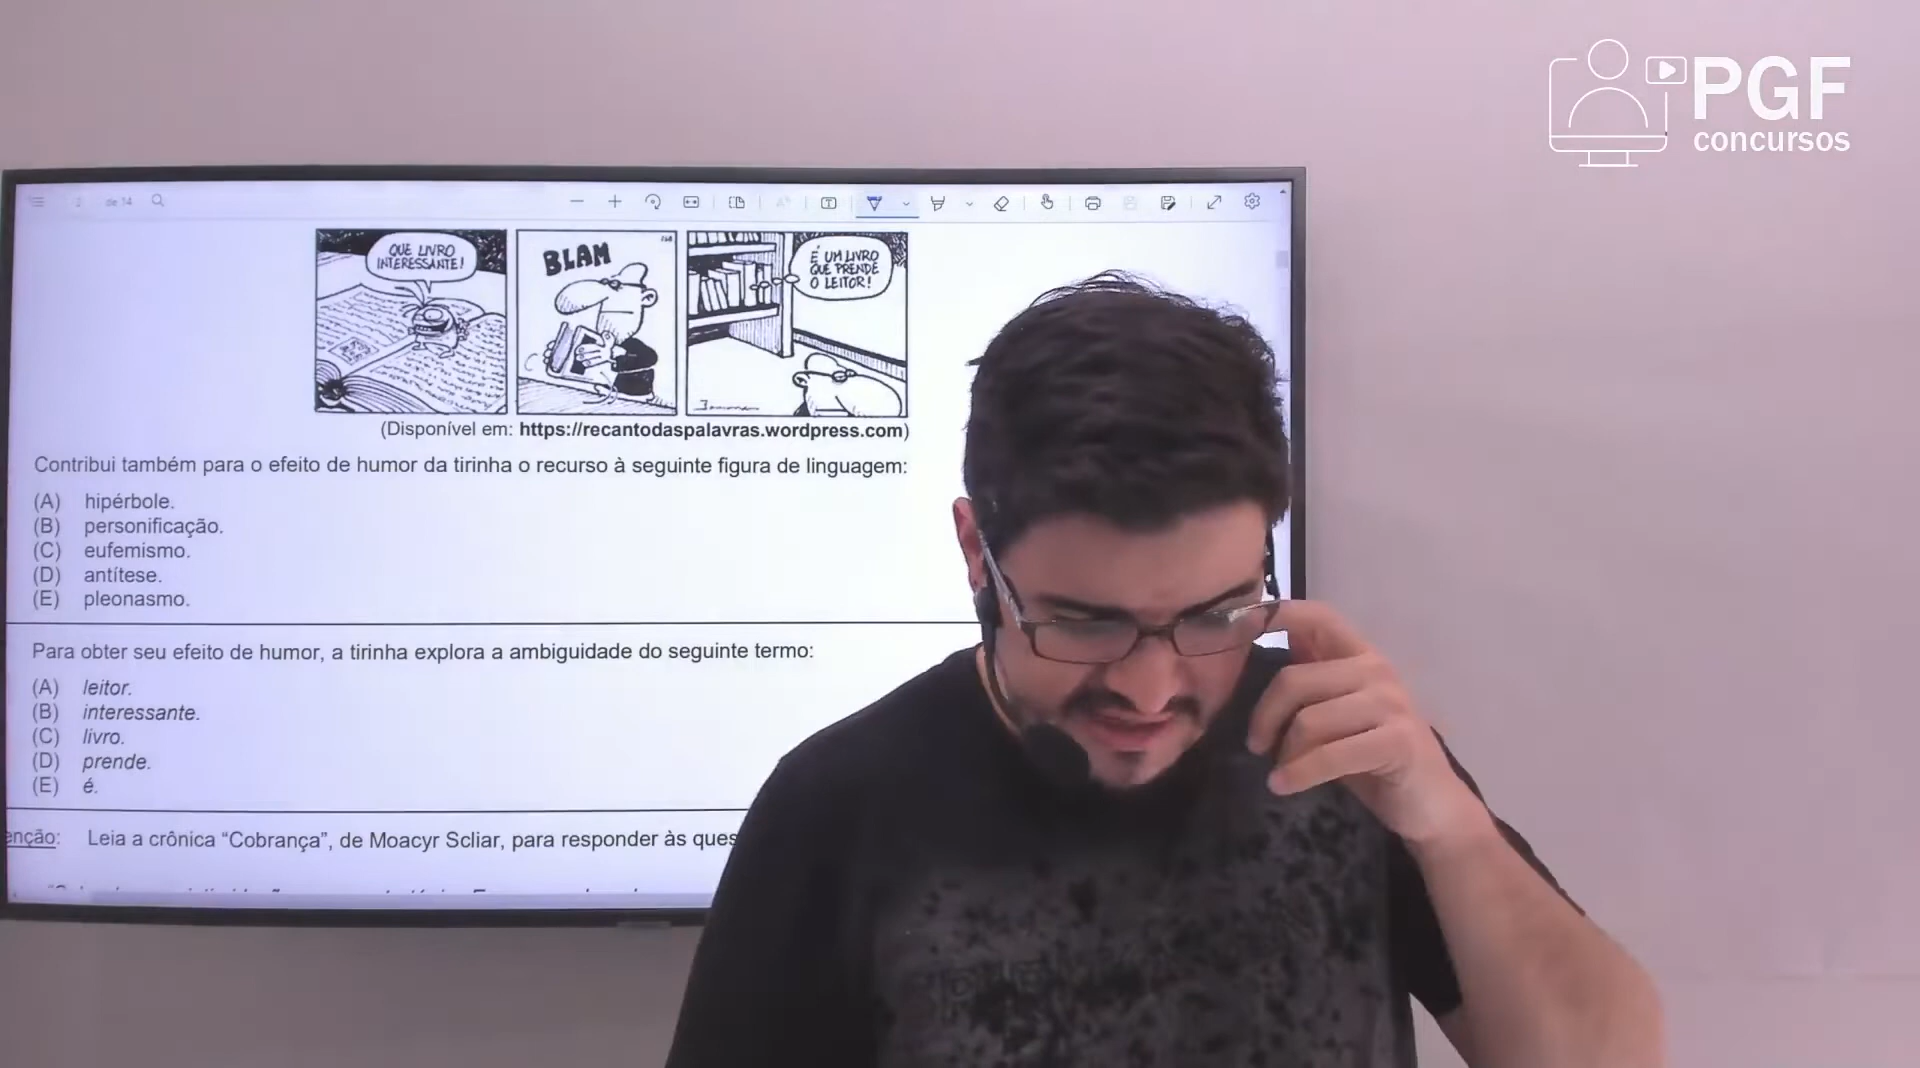 PGF
concursos
de 14
QUE LIVRO
INTERESSANTE!
BLAM
É UM LIVRO
QUE PRENDE
O LEITOR!
(Disponível em: https://recantodaspalavras.wordpress.com)
Contribui também para o efeito de humor da tirinha o recurso à seguinte figura de linguagem:
(A) hipérbole.
(B) personificação.
(C) eufemismo.
(D) antítese.
(E) pleonasmo.
Para obter seu efeito de humor, a tirinha explora a ambiguidade do seguinte termo:
(A) leitor.
(B) interessante.
(C) livro.
(D) prende.
(E) é.
enção: Leia a crônica “Cobrança”, de Moacyr Scliar, para responder às ques